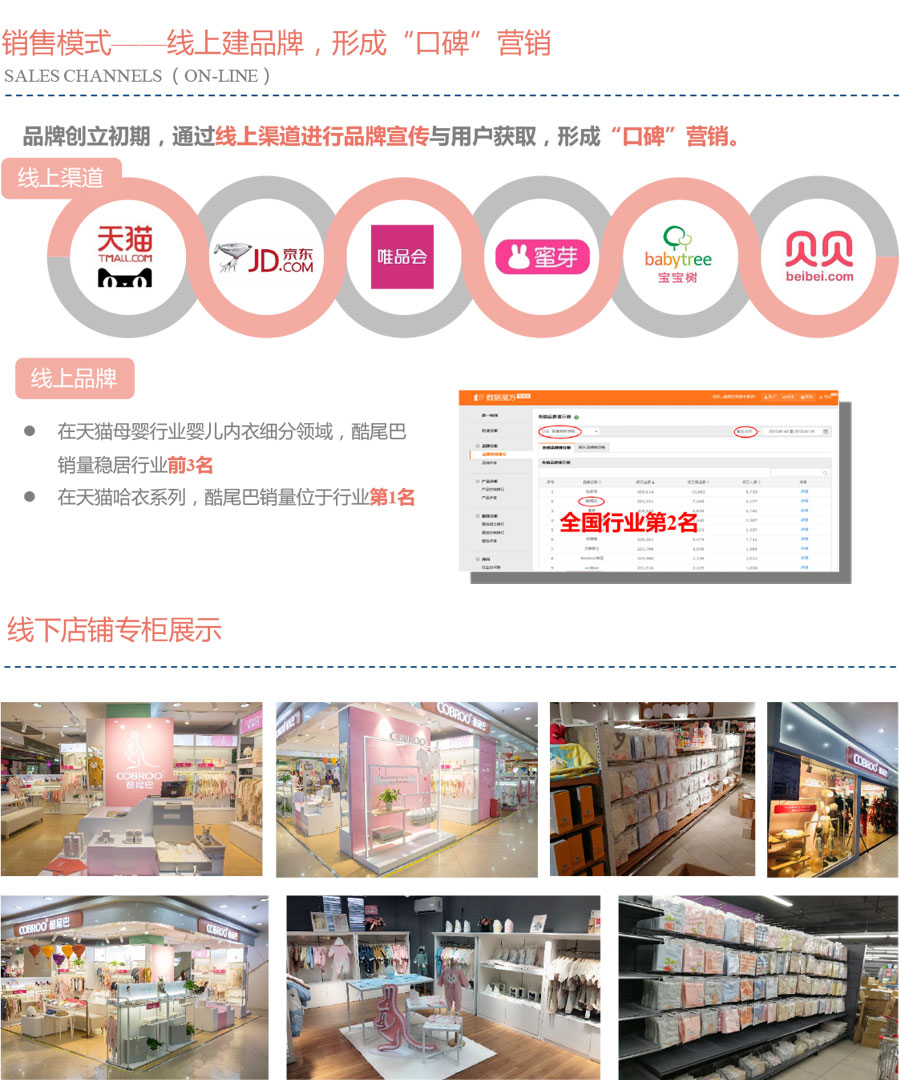 销售模式——线上建品牌，形成“口碑”营销
SALES CHANNELS（ON-LINE）
品牌创立初期，通过线上渠道进行品牌宣传与用户获取，形成“口碑”营销。
线上渠道
天猫
TMALL.COM
JD.京东
.COM
唯品会
蜜芽
babytree
宝宝树
贝贝
beibei.com
线上品牌
在天猫母婴行业婴儿内衣细分领域，酷尾巴
销量稳居行业前3名
在天猫哈衣系列，酷尾巴销量位于行业第1名
数据魔方
全国行业第2名
线下店铺专柜展示
COBROO
酷尾巴
COBROO 酷尾巴
COBROO
COBROO
COBROO 酷尾巴
COBROO 酷尾巴